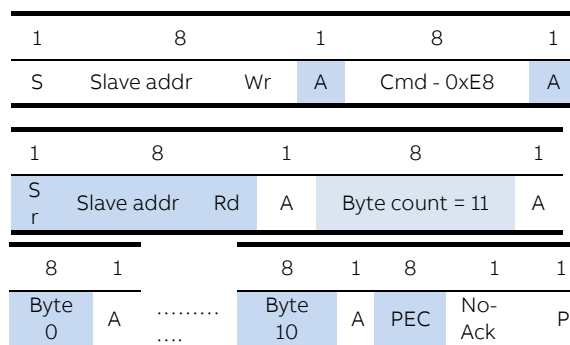 1 8 1 8 1
S Slave addr Wr A Cmd - 0xE8 A
1 8 1 8 1
S
r Slave addr Rd A Byte count = 11 A
8 1 8 1 8 1 1
Byte
0 A .........
.... Byte
10 A PEC No-
Ack P